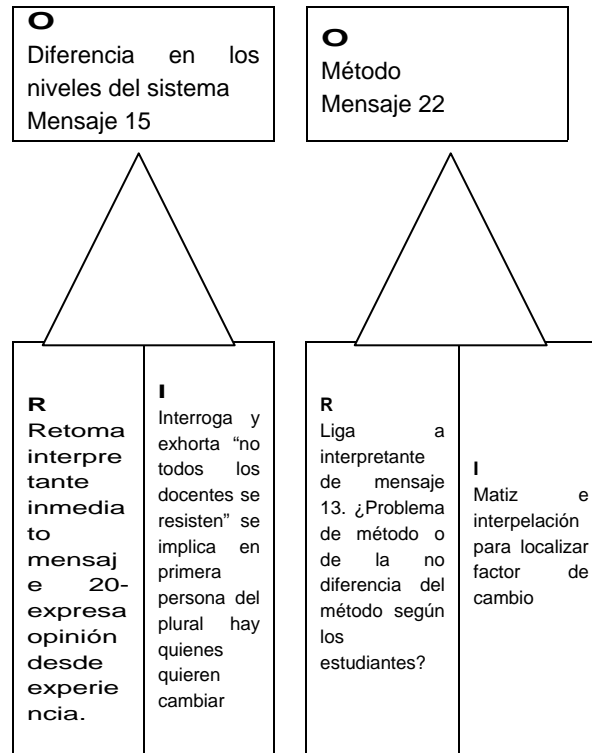 O
Diferencia en los
niveles del sistema
Mensaje 15
O
Método
Mensaje 22
R
Retoma
interpre
tante
inmedia
to
mensaj
e 20-
expresa
opinión
desde
experie
ncia.
I
Interroga y
exhorta “no
todos los
docentes se
resisten” se
implica en
primera
persona del
plural hay
quienes
quieren
cambiar
R
Liga a
interpretante
de mensaje
13. ¿Problema
de método o
de la no
diferencia del
método según
los
estudiantes?
I
Matiz e
interpelación
para localizar
factor de
cambio